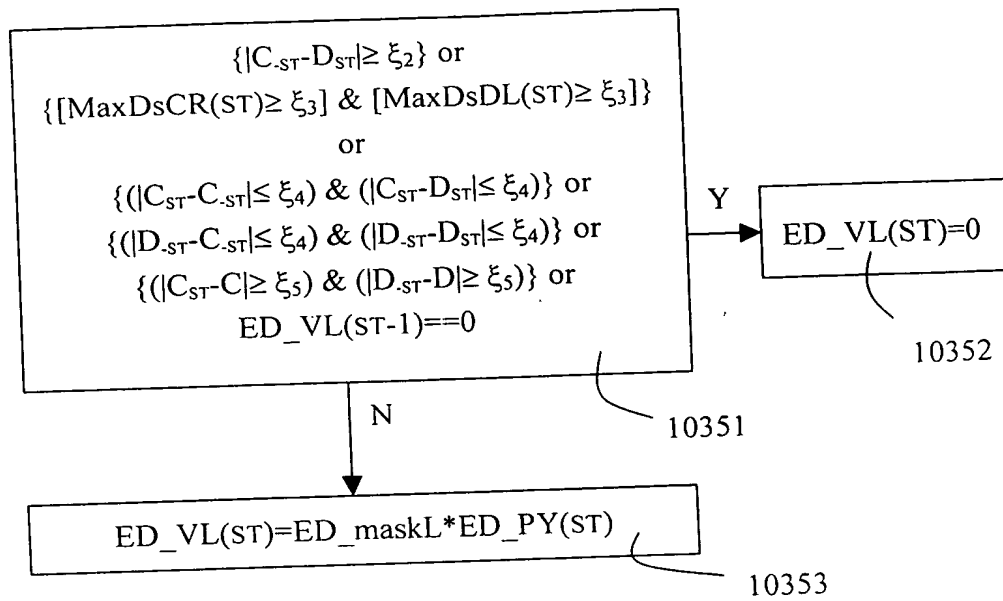 {|C₋ST-DST|≥ ξ₂} or
{[MaxDsCR(ST)≥ ξ₃] & [MaxDsDL(ST)≥ ξ₃]}
or
{(|CST-C₋ST|≤ ξ₄) & (|CST-DST|≤ ξ₄)} or
{(|D₋ST-C₋ST|≤ ξ₄) & (|D₋ST-DST|≤ ξ₄)} or
{(|CST-C|≥ ξ₅) & (|D₋ST-D|≥ ξ₅)} or
ED_VL(ST-1)==0
Y
ED_VL(ST)=0
10352
10351
N
ED_VL(ST)=ED_maskL*ED_PY(ST)
10353